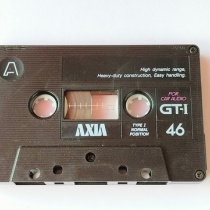 A
High dynamic range,
Heavy-duty construction, Easy handling.
FOR
CAR AUDIO
GT-I
AXIA
TYPE I
NORMAL
POSITION
46